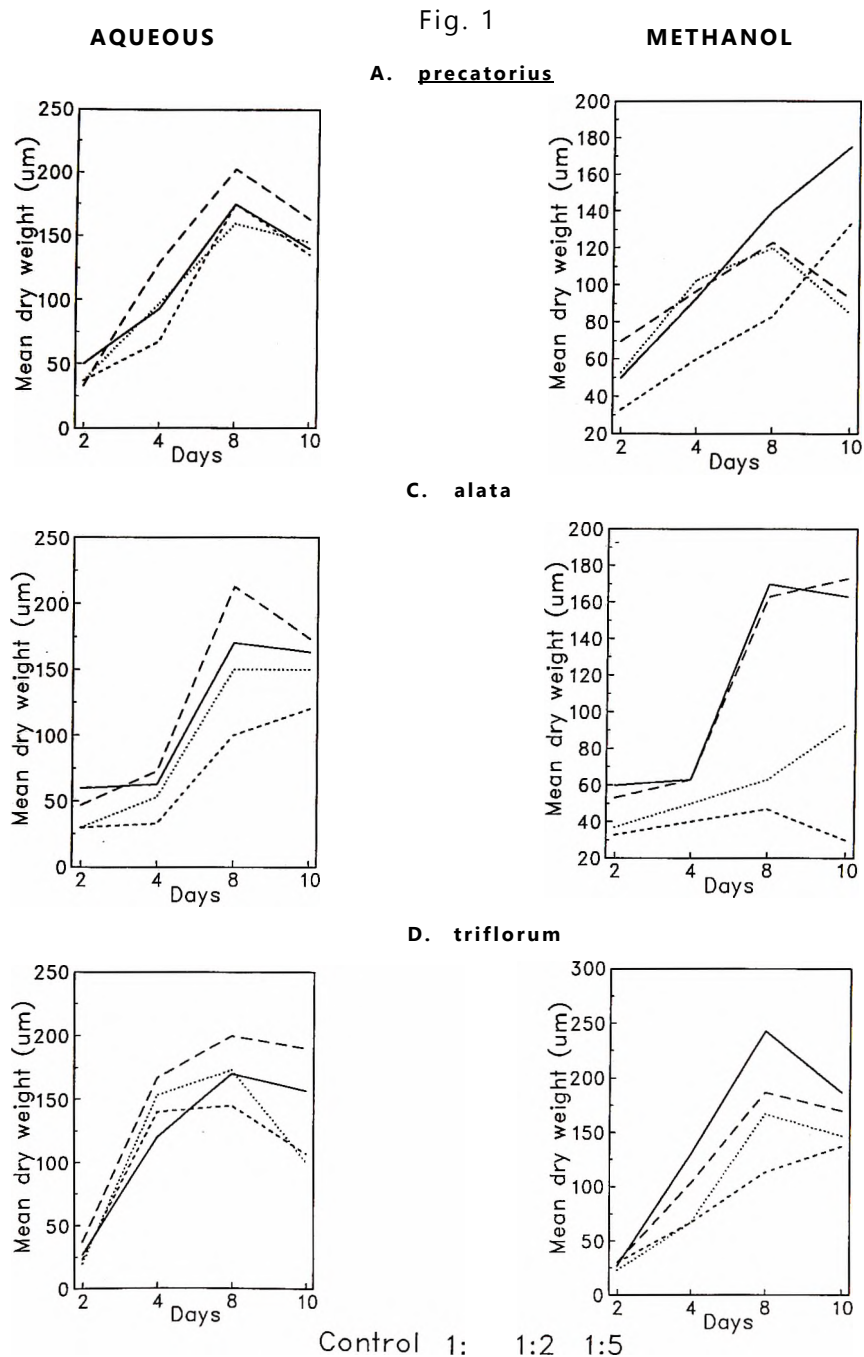 Fig. 1
AQUEOUS METHANOL
A. precatorius
Mean dry weight (um)
250
200
150
100
50
0
2 4 8 10
Days
Mean dry weight (um)
200
180
160
140
120
100
80
60
40
20
2 4 8 10
Days
C. alata
Mean dry weight (um)
250
200
150
100
50
0
2 4 8 10
Days
Mean dry weight (um)
200
180
160
140
120
100
80
60
40
20
2 4 8 10
Days
D. triflorum
Mean dry weight (um)
250
200
150
100
50
0
2 4 8 10
Days
Mean dry weight (um)
300
250
200
150
100
50
0
2 4 8 10
Days
Control 1: 1:2 1:5